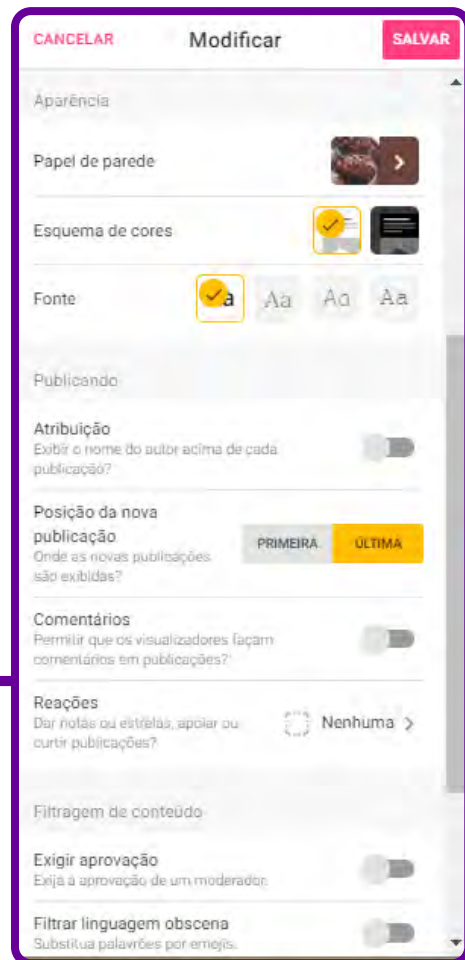 CANCELAR Modificar SALVAR
Aparência
Papel de parede
Esquema de cores
Fonte a Aa Aa Aa
Publicando
Atribuição
Exibir o nome do autor acima de cada
publicação?
Posição da nova
publicação
PRIMEIRA ÚLTIMA
Onde as novas publicações
são exibidas?
Comentários
Permitir que os visualizadores façam
comentários em publicações?
Reações
Dar notas ou estrelas, apoiar ou
curtir publicações?
Nenhuma >
Filtragem de conteúdo
Exigir aprovação
Exija a aprovação de um moderador.
Filtrar linguagem obscena
Substitua palavrões por emojis.